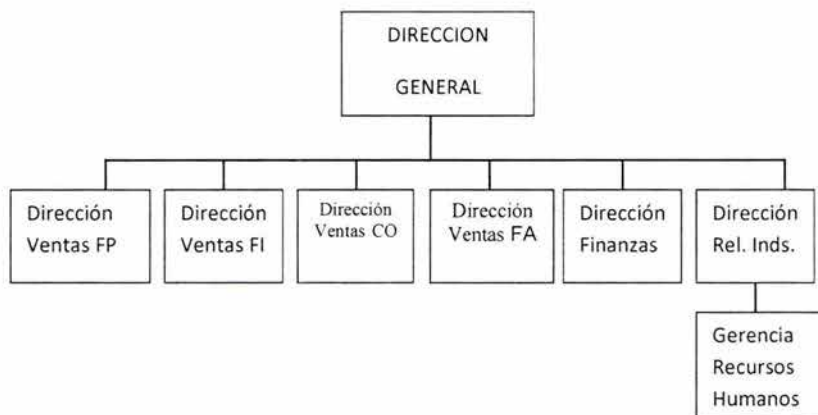 DIRECCION
GENERAL
Dirección
Ventas FP
Dirección
Ventas FI
Dirección
Ventas CO
Dirección
Ventas FA
Dirección
Finanzas
Dirección
Rel. Inds.
Gerencia
Recursos
Humanos